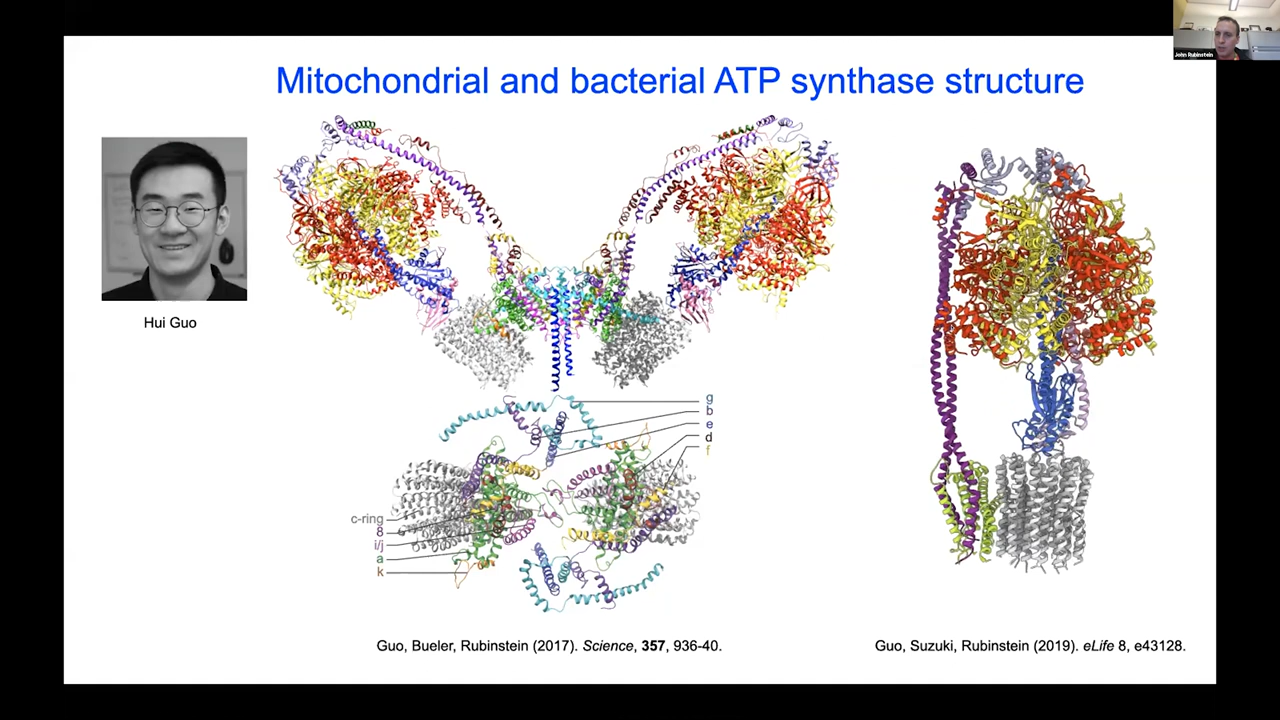 John Rubinstein
Mitochondrial and bacterial ATP synthase structure
Hui Guo
g
b
e
d
f
c-ring
8
i/j
a
k
Guo, Bueler, Rubinstein (2017). Science, 357, 936-40.
Guo, Suzuki, Rubinstein (2019). eLife 8, e43128.